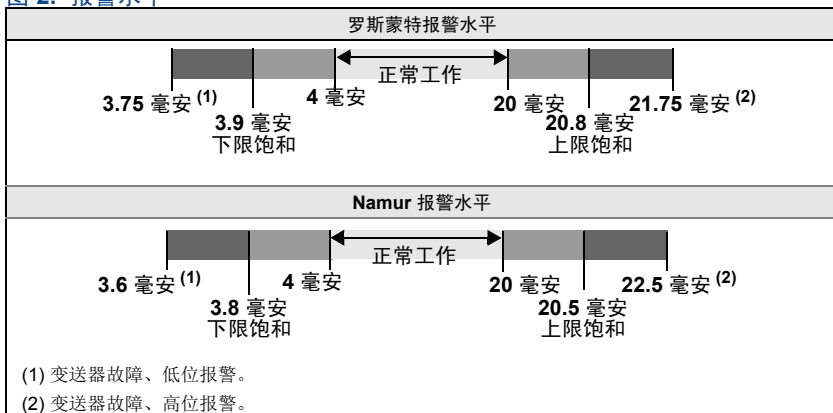 图 2. 报警水平
罗斯蒙特报警水平
正常工作
3.75 毫安 (1)
4 毫安
20 毫安
21.75 毫安 (2)
3.9 毫安
下限饱和
20.8 毫安
上限饱和
Namur 报警水平
正常工作
3.6 毫安 (1)
4 毫安
20 毫安
22.5 毫安 (2)
3.8 毫安
下限饱和
20.5 毫安
上限饱和
(1) 变送器故障、低位报警。
(2) 变送器故障、高位报警。